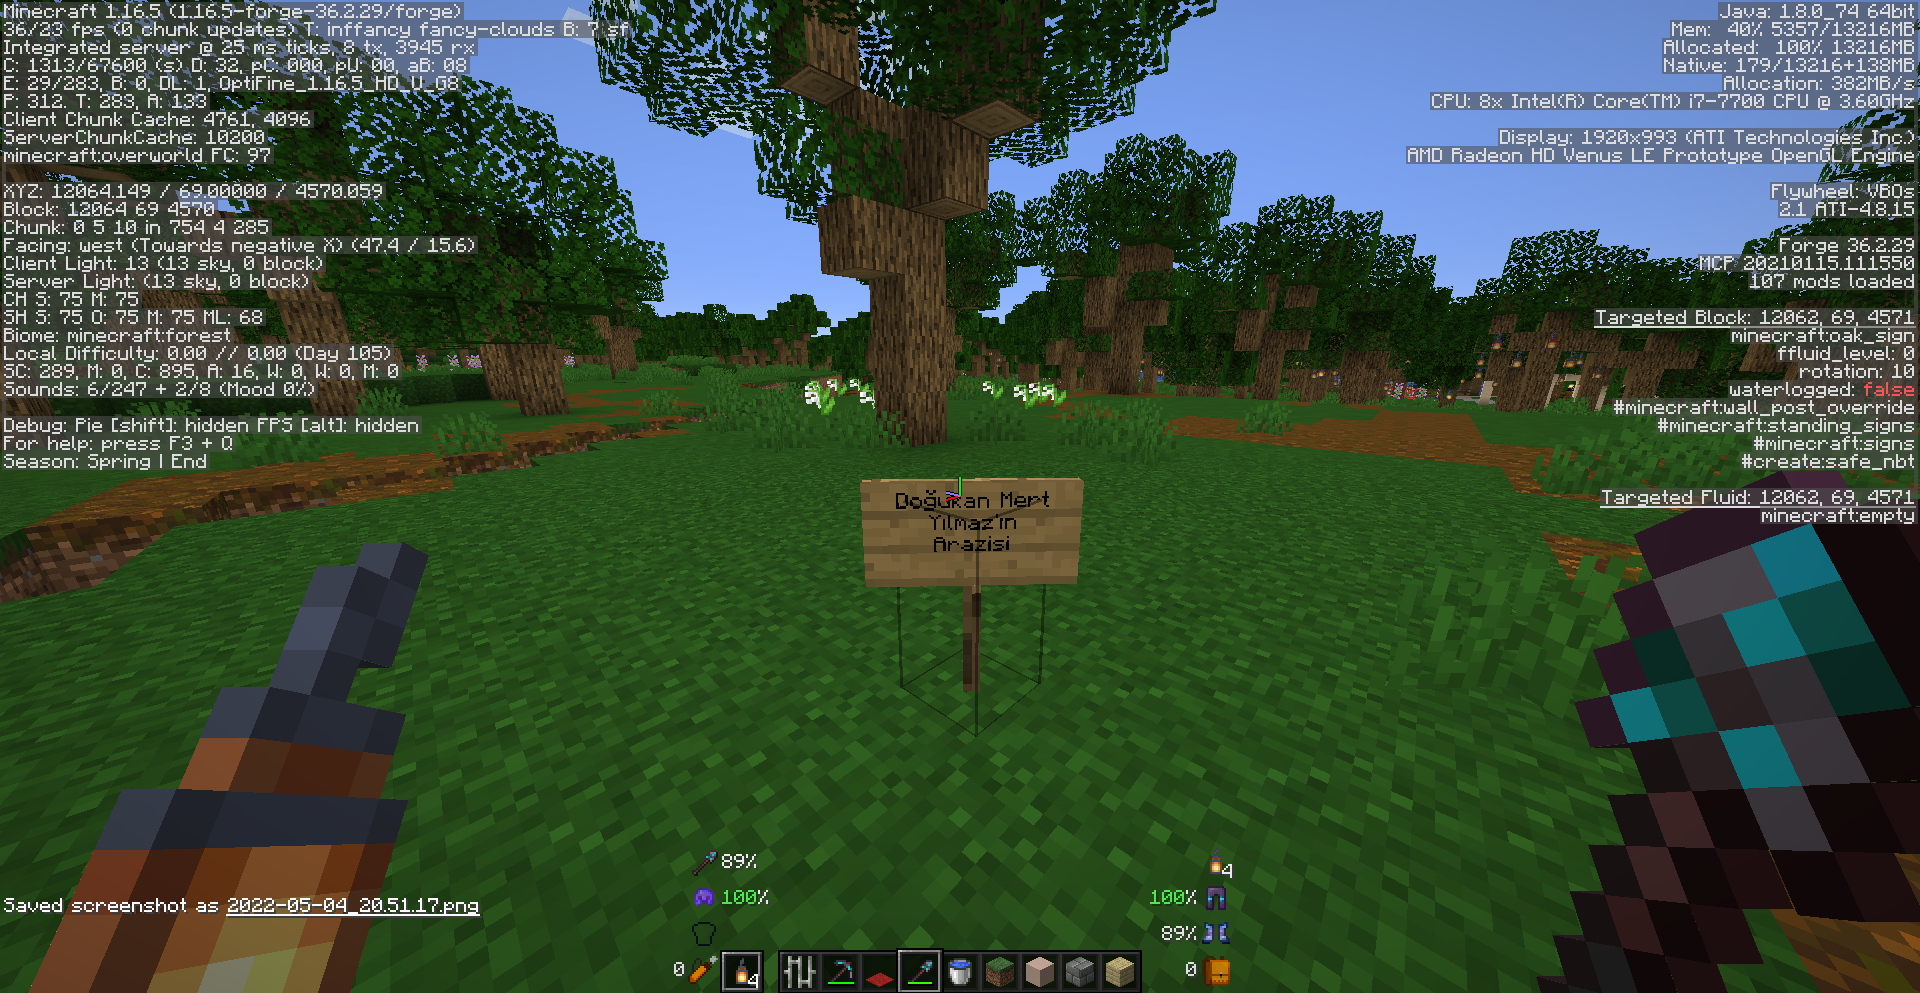 Minecraft 1.16.5 (1.16.5-forge-36.2.29/forge)
36/23 fps (0 chunk updates) T: inffancy fancy-clouds B: 7 sf
Integrated server @ 25 ms ticks, 8 tx, 3945 rx
C: 1313/67600 (s) D: 32, pC: 000, pU: 00, aB: 08
E: 29/283, B: 0, DL: 1, OptiFine_1.16.5_HD_U_G8
P: 312. T: 283, A: 133
Client Chunk Cache: 4761, 4096
ServerChunkCache: 10200
minecraft:overworld FC: 97
XYZ: 12064.149 / 69.00000 / 4570.059
Block: 12064 69 4570
Chunk: 0 5 10 in 754 4 285
Facing: west (Towards negative X) (47.4 / 15.6)
Client Light: 13 (13 sky, 0 block)
Server Light: (13 sky, 0 block)
CH S: 75 M: 75
SH S: 75 O: 75 M: 75 ML: 68
Biome: minecraft:forest
Local Difficulty: 0.00 // 0.00 (Day 105)
SC: 289, M: 0, C: 895, A: 16, W: 0, W: 0, M: 0
Sounds: 6/247 + 2/8 (Mood 0%)
Debug: Pie [shift]: hidden FPS [alt]: hidden
For help: press F3 + Q
Season: Spring | End
Java: 1.8.0_74 64bit
Mem: 40% 5357/13216MB
Allocated: 100% 13216MB
Native: 179/13216+138MB
Allocation: 382MB/s
CPU: 8x Intel(R) Core(TM) i7-7700 CPU @ 3.60GHz
Display: 1920x993 (ATI Technologies Inc.)
AMD Radeon HD Venus LE Prototype OpenGL Engine
Flywheel: VBOs
2.1 ATI-4.8.15
Forge 36.2.29
MCP 20210115.111550
107 mods loaded
Targeted Block: 12062, 69, 4571
minecraft:oak_sign
ffluid_level: 0
rotation: 10
waterlogged: false
#minecraft:wall_post_override
#minecraft:standing_signs
#minecraft:signs
#create:safe_nbt
Targeted Fluid: 12062, 69, 4571
minecraft:empty
Doğukan Mert
Yılmaz'ın
Arazisi
89%
4
100%
100%
Saved screenshot as 2022-05-04_20.51.17.png
89%
0
4
0